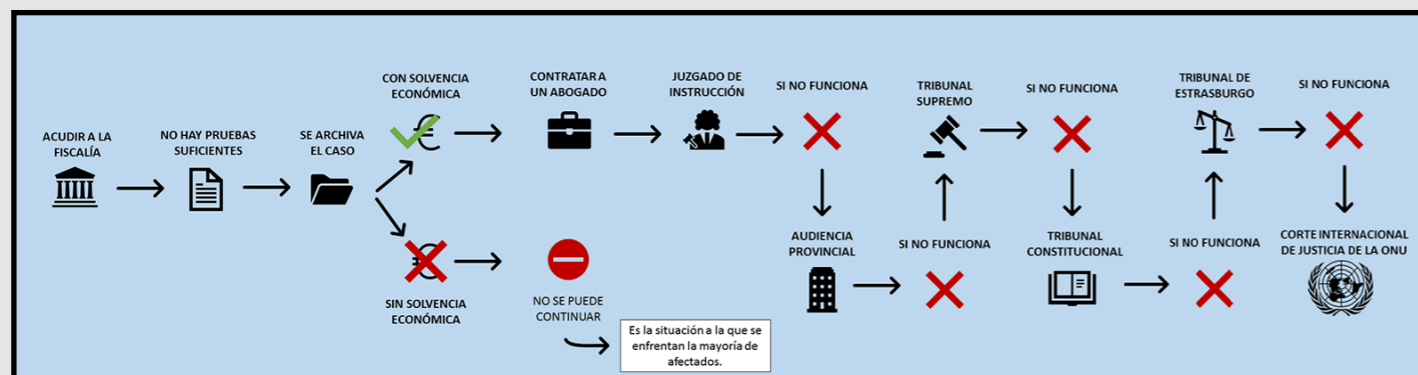 ACUDIR A LA
FISCALÍA
NO HAY PRUEBAS
SUFICIENTES
SE ARCHIVA
EL CASO
CON SOLVENCIA
ECONÓMICA
CONTRATAR A
UN ABOGADO
JUZGADO DE
INSTRUCCIÓN
SI NO FUNCIONA
AUDIENCIA
PROVINCIAL
SI NO FUNCIONA
TRIBUNAL
SUPREMO
SI NO FUNCIONA
TRIBUNAL
CONSTITUCIONAL
SI NO FUNCIONA
TRIBUNAL DE
ESTRASBURGO
SI NO FUNCIONA
CORTE INTERNACIONAL
DE JUSTICIA DE LA ONU
SIN SOLVENCIA
ECONÓMICA
NO SE PUEDE
CONTINUAR
Es la situación a la que se
enfrentan la mayoría de
afectados.